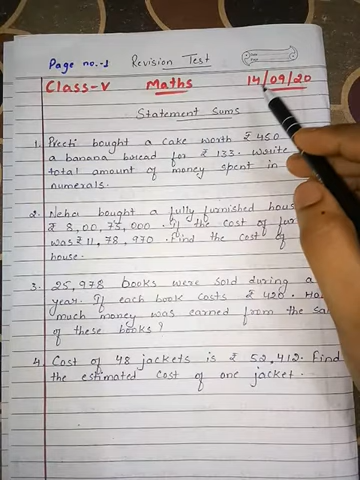 Page no.-1 Revision Test
Class-V Maths 14/09/20
Statement sums
1. Preeti bought a cake worth ₹ 450
a banana bread for ₹ 133. Write
total amount of money spent in
numerals.
2. Neha bought a fully furnished house
₹ 8,00,75,000. If the cost of fur
was ₹ 11,78,970. Find the cost of
house.
3. 25,978 books were sold during a
year. If each book costs ₹ 420. Ho
much money was earned from the sa
of these books?
4. Cost of 48 jackets is ₹ 52,412. Find
the estimated cost of one jacket.